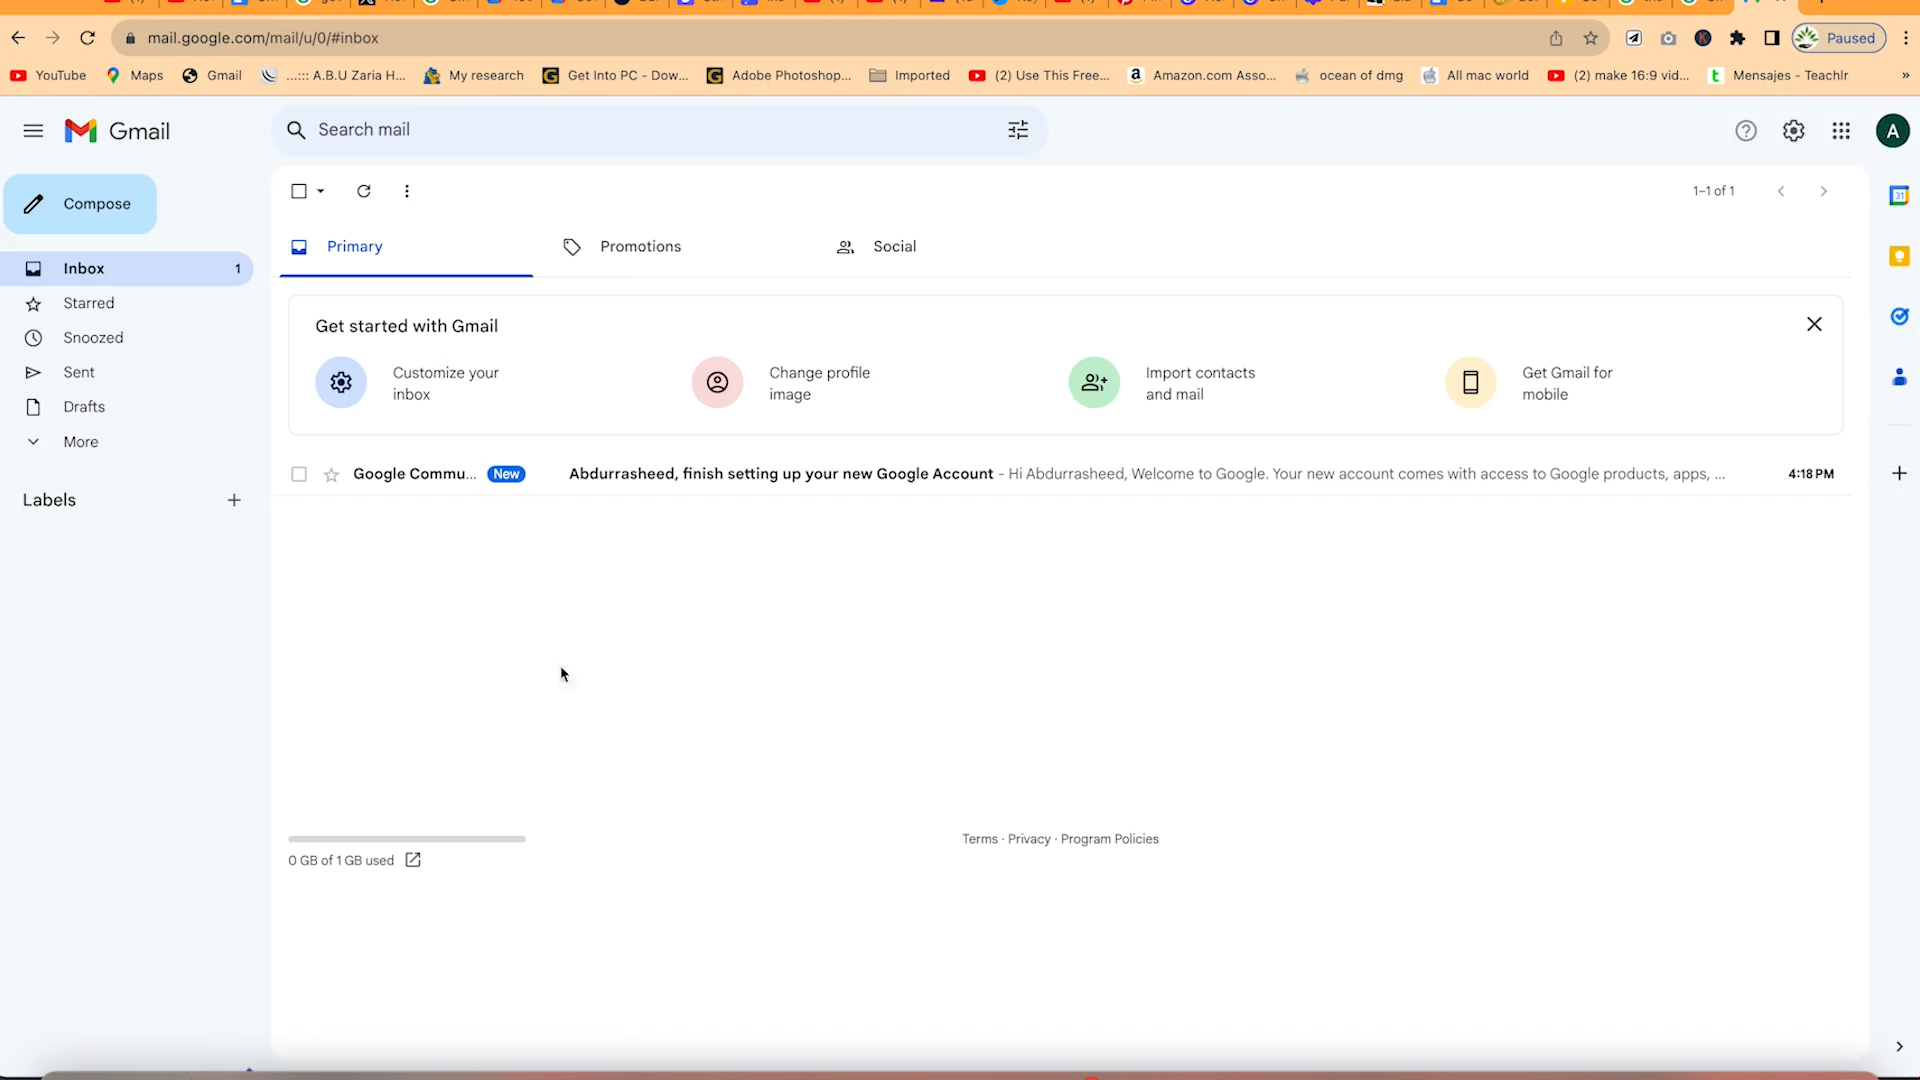 mail.google.com/mail/u/0/#inbox
Paused
YouTube
Maps
Gmail
...::: A.B.U Zaria H...
My research
Get Into PC - Dow...
Adobe Photoshop...
Imported
(2) Use This Free...
Amazon.com Asso...
ocean of dmg
All mac world
(2) make 16:9 vid...
Mensajes - Teachlr
»
Gmail
Search mail
A
Compose
1–1 of 1
31
Primary
Promotions
Social
Inbox 1
Starred
Snoozed
Sent
Drafts
More
Labels
Get started with Gmail
Customize your
inbox
Change profile
image
Import contacts
and mail
Get Gmail for
mobile
Google Commu... New Abdurrasheed, finish setting up your new Google Account - Hi Abdurrasheed, Welcome to Google. Your new account comes with access to Google products, apps, ... 4:18 PM
Terms · Privacy · Program Policies
0 GB of 1 GB used